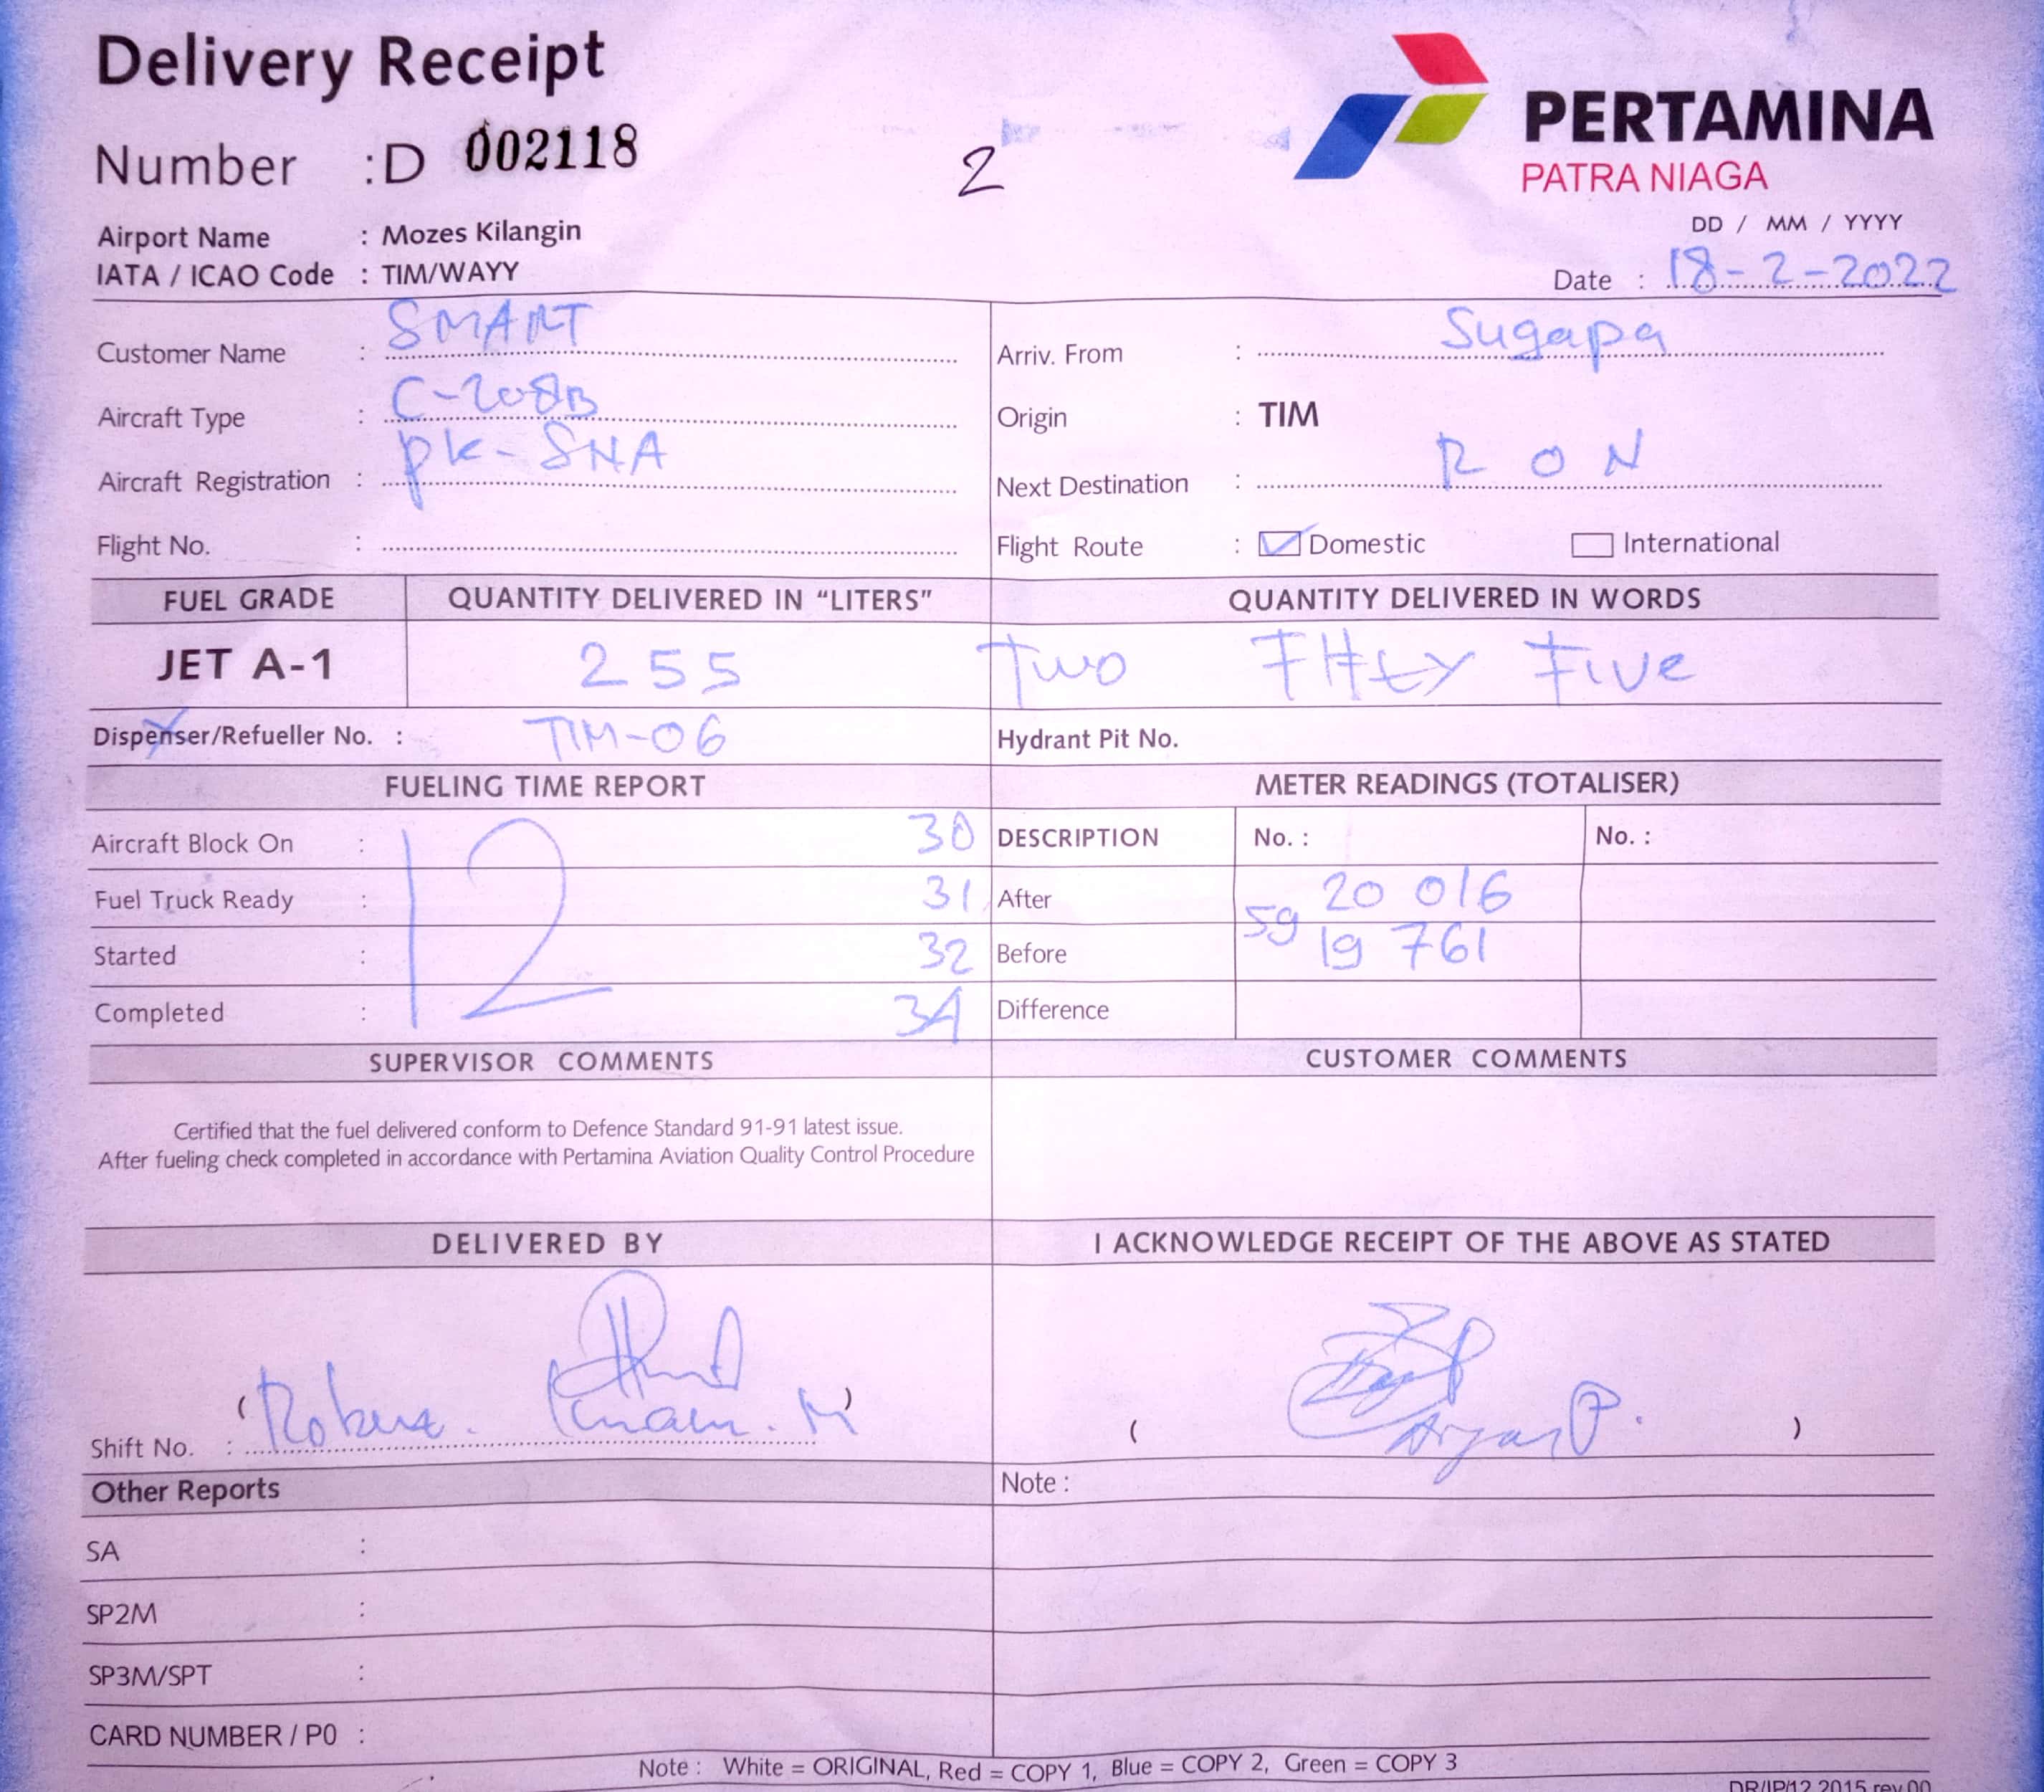 Delivery Receipt
Number : D 002118
2
PERTAMINA
PATRA NIAGA
Airport Name : Mozes Kilangin
IATA / ICAO Code : TIM/WAYY
DD / MM / YYYY
Date : 18-2-2022
Customer Name : SMART
Arriv. From : Sugapa
Aircraft Type : C-208B
Origin : TIM
Aircraft Registration : PK-SNA
Next Destination : RON
Flight No. :
Flight Route : Domestic International
FUEL GRADE QUANTITY DELIVERED IN “LITERS” QUANTITY DELIVERED IN WORDS
JET A-1 255 Two Fifty Five
Dispenser/Refueller No. : TIM-06 Hydrant Pit No.
FUELING TIME REPORT METER READINGS (TOTALISER)
Aircraft Block On : 12 30 DESCRIPTION No. : No. :
Fuel Truck Ready : 31 After 20 016
Started : 32 Before 59 19 761
Completed : 34 Difference
SUPERVISOR COMMENTS CUSTOMER COMMENTS
Certified that the fuel delivered conform to Defence Standard 91-91 latest issue.
After fueling check completed in accordance with Pertamina Aviation Quality Control Procedure
DELIVERED BY I ACKNOWLEDGE RECEIPT OF THE ABOVE AS STATED
Shift No. :
Other Reports Note :
SA :
SP2M :
SP3M/SPT :
CARD NUMBER / P0 :
Note : White = ORIGINAL, Red = COPY 1, Blue = COPY 2, Green = COPY 3
DR/IP/12.2015 rev.00